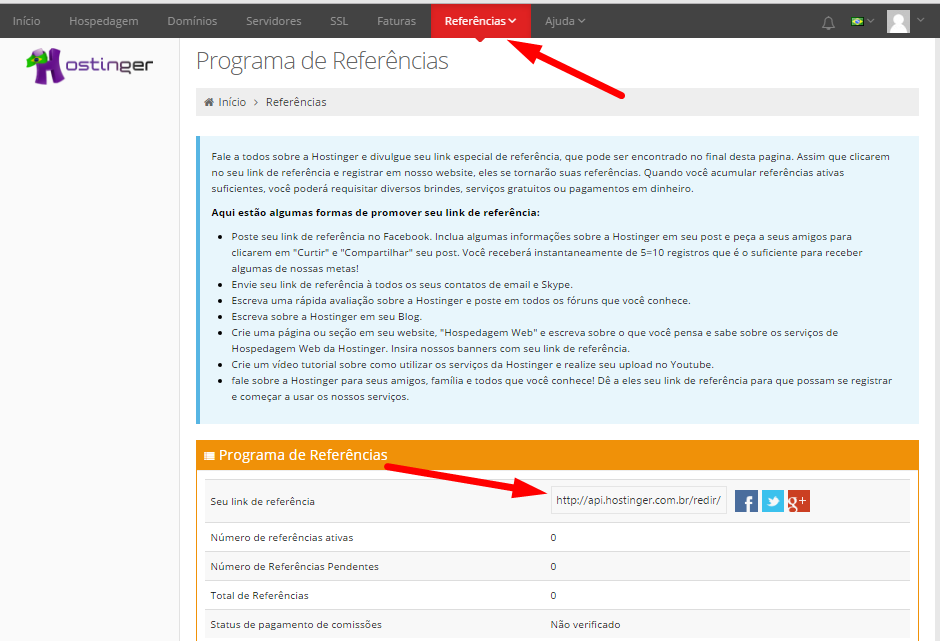 Início Hospedagem Domínios Servidores SSL Faturas Referências Ajuda
Hostinger
Programa de Referências
Início > Referências
Fale a todos sobre a Hostinger e divulgue seu link especial de referência, que pode ser encontrado no final desta pagina. Assim que clicarem
no seu link de referência e registrar em nosso website, eles se tornarão suas referências. Quando você acumular referências ativas
suficientes, você poderá requisitar diversos brindes, serviços gratuitos ou pagamentos em dinheiro.
Aqui estão algumas formas de promover seu link de referência:
Poste seu link de referência no Facebook. Inclua algumas informações sobre a Hostinger em seu post e peça a seus amigos para
clicarem em "Curtir" e "Compartilhar" seu post. Você receberá instantaneamente de 5=10 registros que é o suficiente para receber
algumas de nossas metas!
Envie seu link de referência à todos os seus contatos de email e Skype.
Escreva uma rápida avaliação sobre a Hostinger e poste em todos os fóruns que você conhece.
Escreva sobre a Hostinger em seu Blog.
Crie uma página ou seção em seu website, "Hospedagem Web" e escreva sobre o que você pensa e sabe sobre os serviços de
Hospedagem Web da Hostinger. Insira nossos banners com seu link de referência.
Crie um vídeo tutorial sobre como utilizar os serviços da Hostinger e realize seu upload no Youtube.
fale sobre a Hostinger para seus amigos, família e todos que você conhece! Dê a eles seu link de referência para que possam se registrar
e começar a usar os nossos serviços.
Programa de Referências
Seu link de referência http://api.hostinger.com.br/redir/ f g+
Número de referências ativas 0
Número de Referências Pendentes 0
Total de Referências 0
Status de pagamento de comissões Não verificado